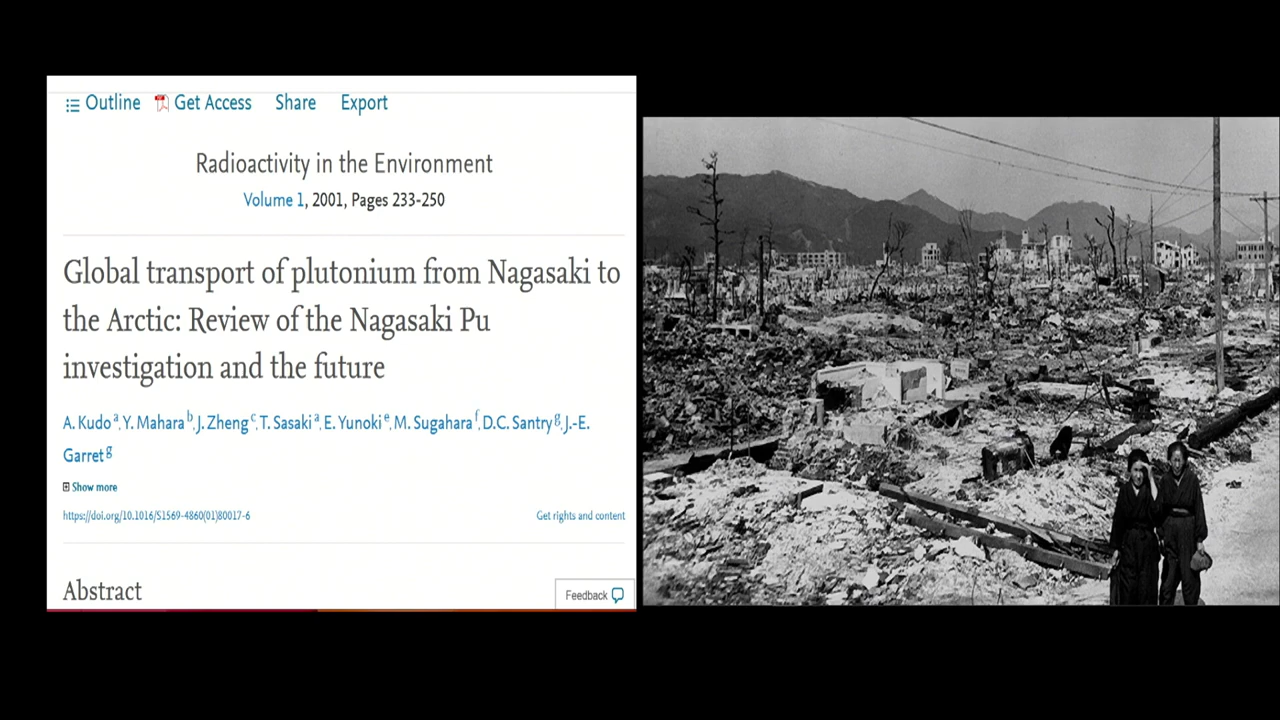 Outline Get Access Share Export
Radioactivity in the Environment
Volume 1, 2001, Pages 233-250
Global transport of plutonium from Nagasaki to
the Arctic: Review of the Nagasaki Pu
investigation and the future
A. Kudo a, Y. Mahara b, J. Zheng c, T. Sasaki a, E. Yunoki e, M. Sugahara f, D.C. Santry g, J.-E.
Garret g
Show more
https://doi.org/10.1016/S1569-4860(01)80017-6 Get rights and content
Abstract
Feedback